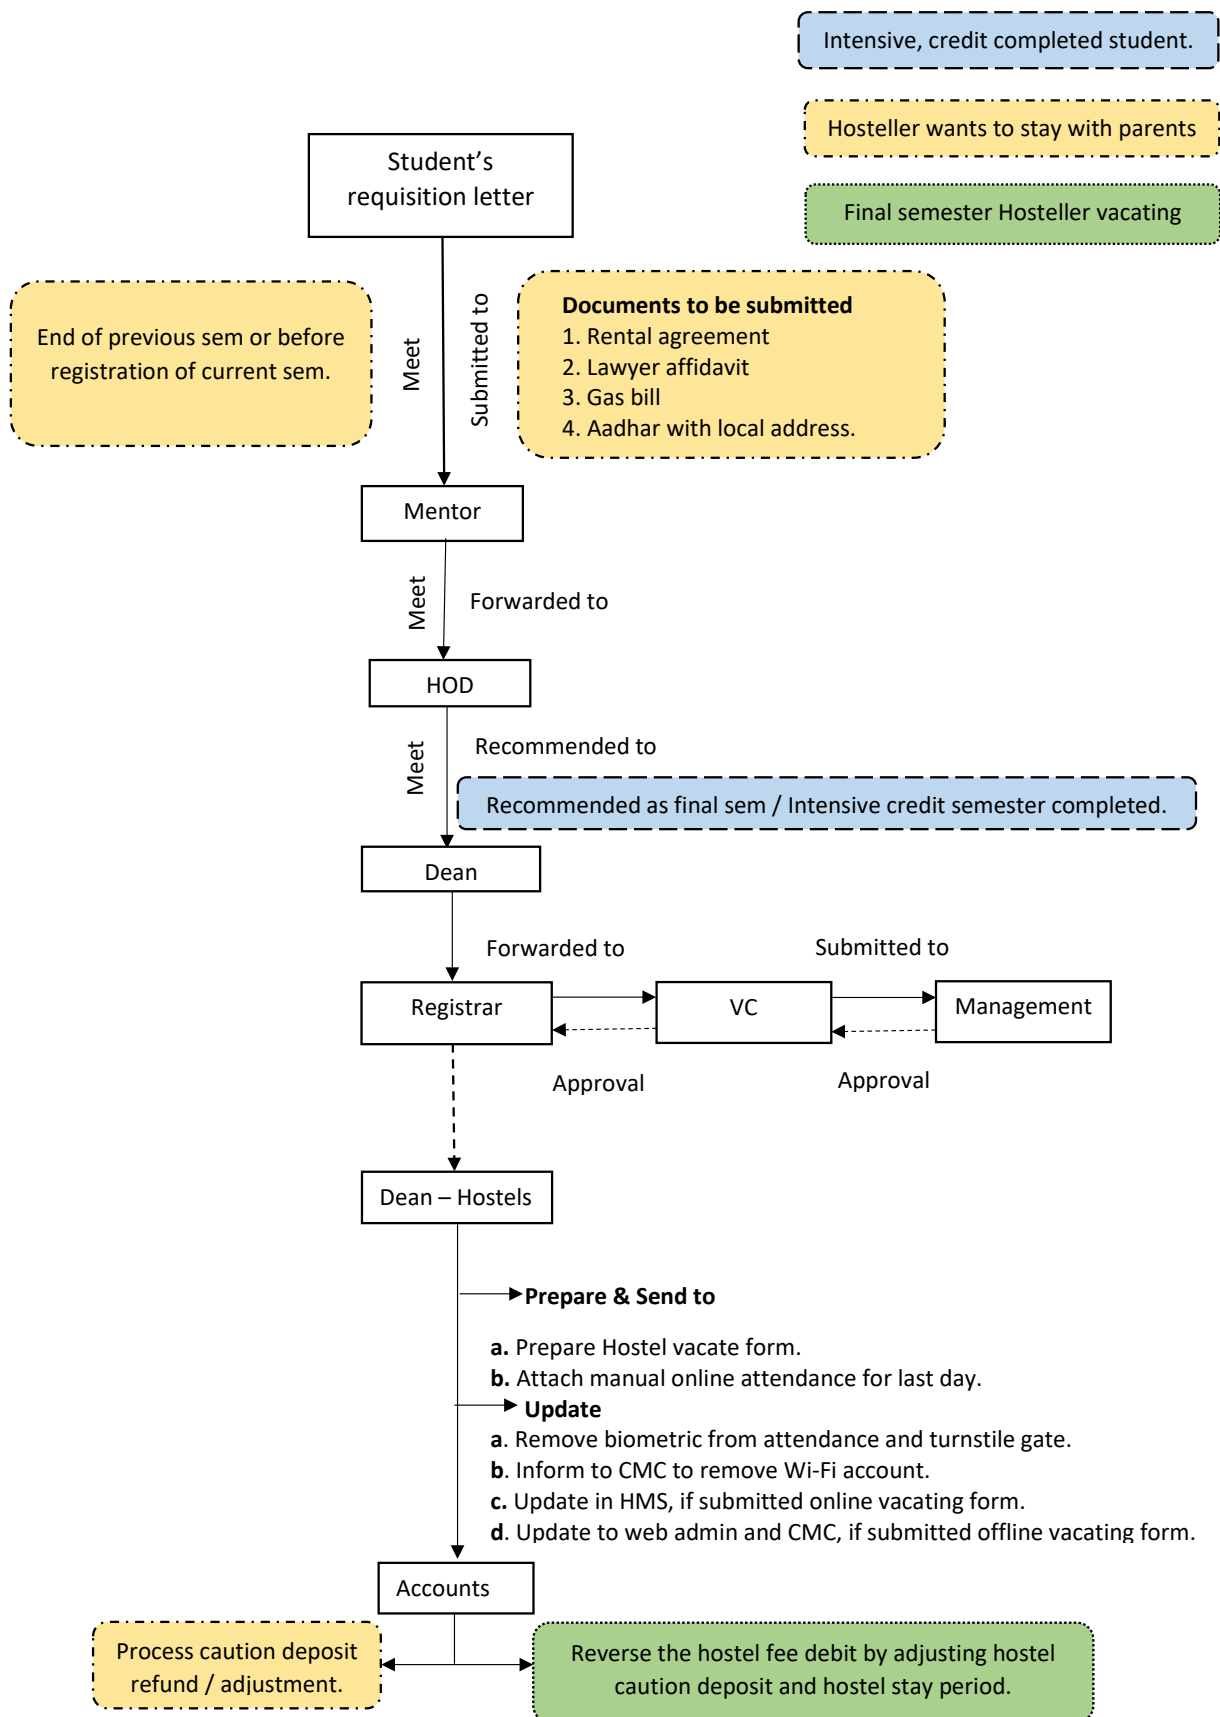 Intensive, credit completed student.
Hosteller wants to stay with parents
Final semester Hosteller vacating
Student’s
requisition letter
End of previous sem or before
registration of current sem.
Meet
Submitted to
Documents to be submitted
1. Rental agreement
2. Lawyer affidavit
3. Gas bill
4. Aadhar with local address.
Mentor
Meet
Forwarded to
HOD
Meet
Recommended to
Recommended as final sem / Intensive credit semester completed.
Dean
Forwarded to
Submitted to
Registrar
VC
Management
Approval
Approval
Dean – Hostels
Prepare & Send to
a. Prepare Hostel vacate form.
b. Attach manual online attendance for last day.
Update
a. Remove biometric from attendance and turnstile gate.
b. Inform to CMC to remove Wi-Fi account.
c. Update in HMS, if submitted online vacating form.
d. Update to web admin and CMC, if submitted offline vacating form.
Accounts
Process caution deposit
refund / adjustment.
Reverse the hostel fee debit by adjusting hostel
caution deposit and hostel stay period.